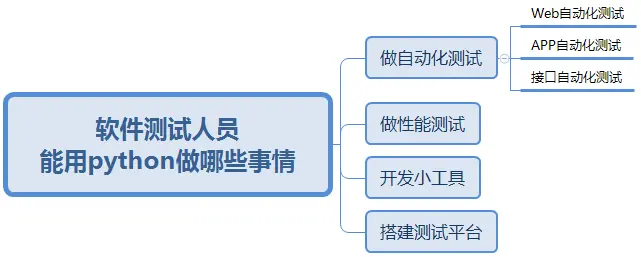 软件测试人员
能用python做哪些事情
做自动化测试
Web自动化测试
APP自动化测试
接口自动化测试
做性能测试
开发小工具
搭建测试平台